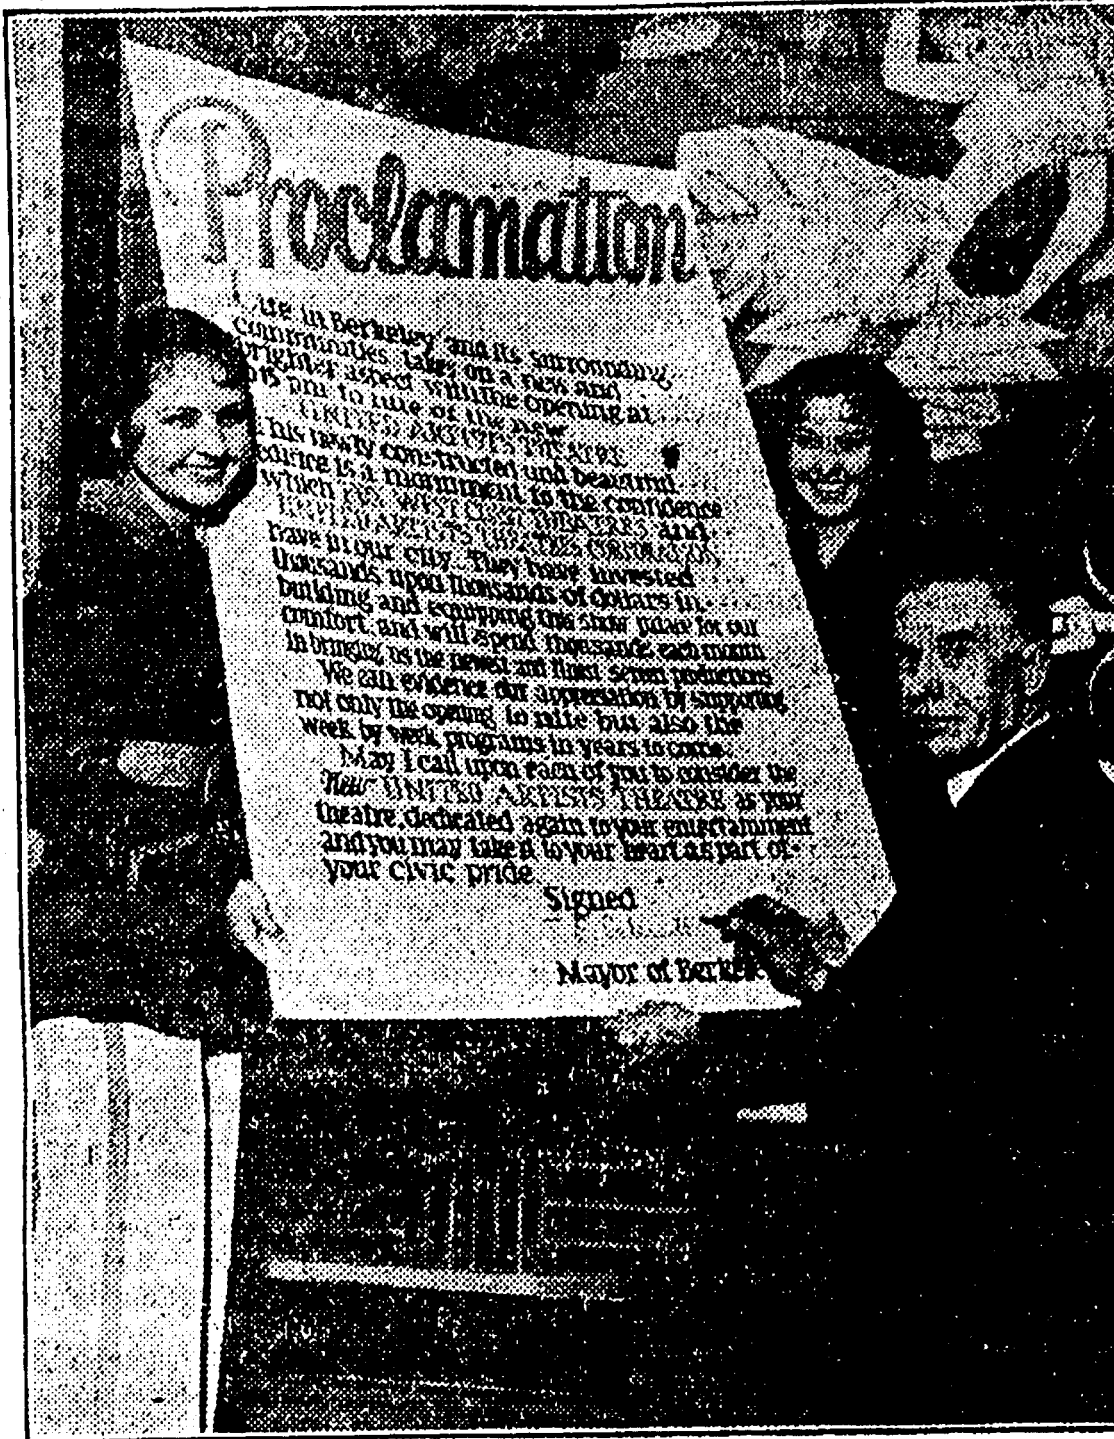 Proclamation
Life in Berkeley and its surrounding
communities takes on a new and
brighter aspect with the opening at
pm to nite of the New
UNITED ARTISTS THEATRE
This newly constructed and beautiful
edifice is a monument to the confidence
which FOX WEST COAST THEATRES and
UNITED ARTISTS THEATRES
have in our city. They have invested
thousands upon thousands of dollars in
building and equipping this show palace for our
comfort, and will spend thousands each month
in bringing us the newest and finest screen productions
We can evidence our appreciation by supporting
not only the opening to nite but also the
week by week programs in years to come.
May I call upon each of you to consider the
New UNITED ARTISTS THEATRE as your
theatre, dedicated again to your entertainment
and you may take it to your heart as part of
your civic pride
Signed
Mayor of Berkele